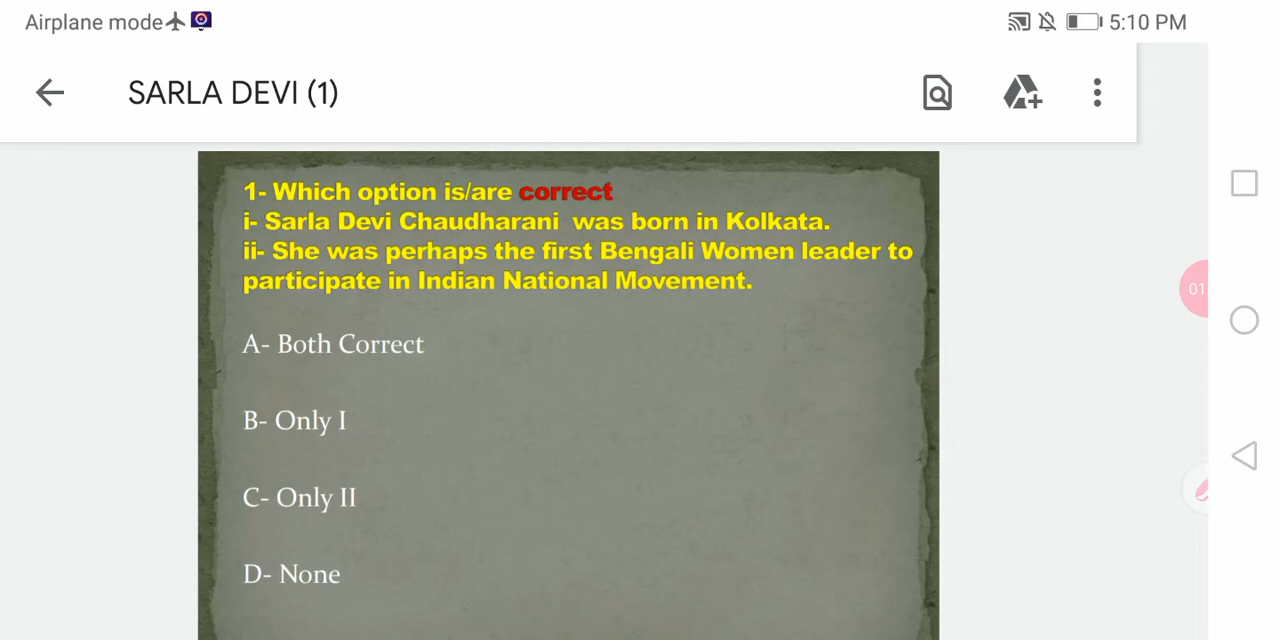 Airplane mode 5:10 PM
SARLA DEVI (1)
1- Which option is/are correct
i- Sarla Devi Chaudharani was born in Kolkata.
ii- She was perhaps the first Bengali Women leader to
participate in Indian National Movement.
01
A- Both Correct
B- Only I
C- Only II
D- None